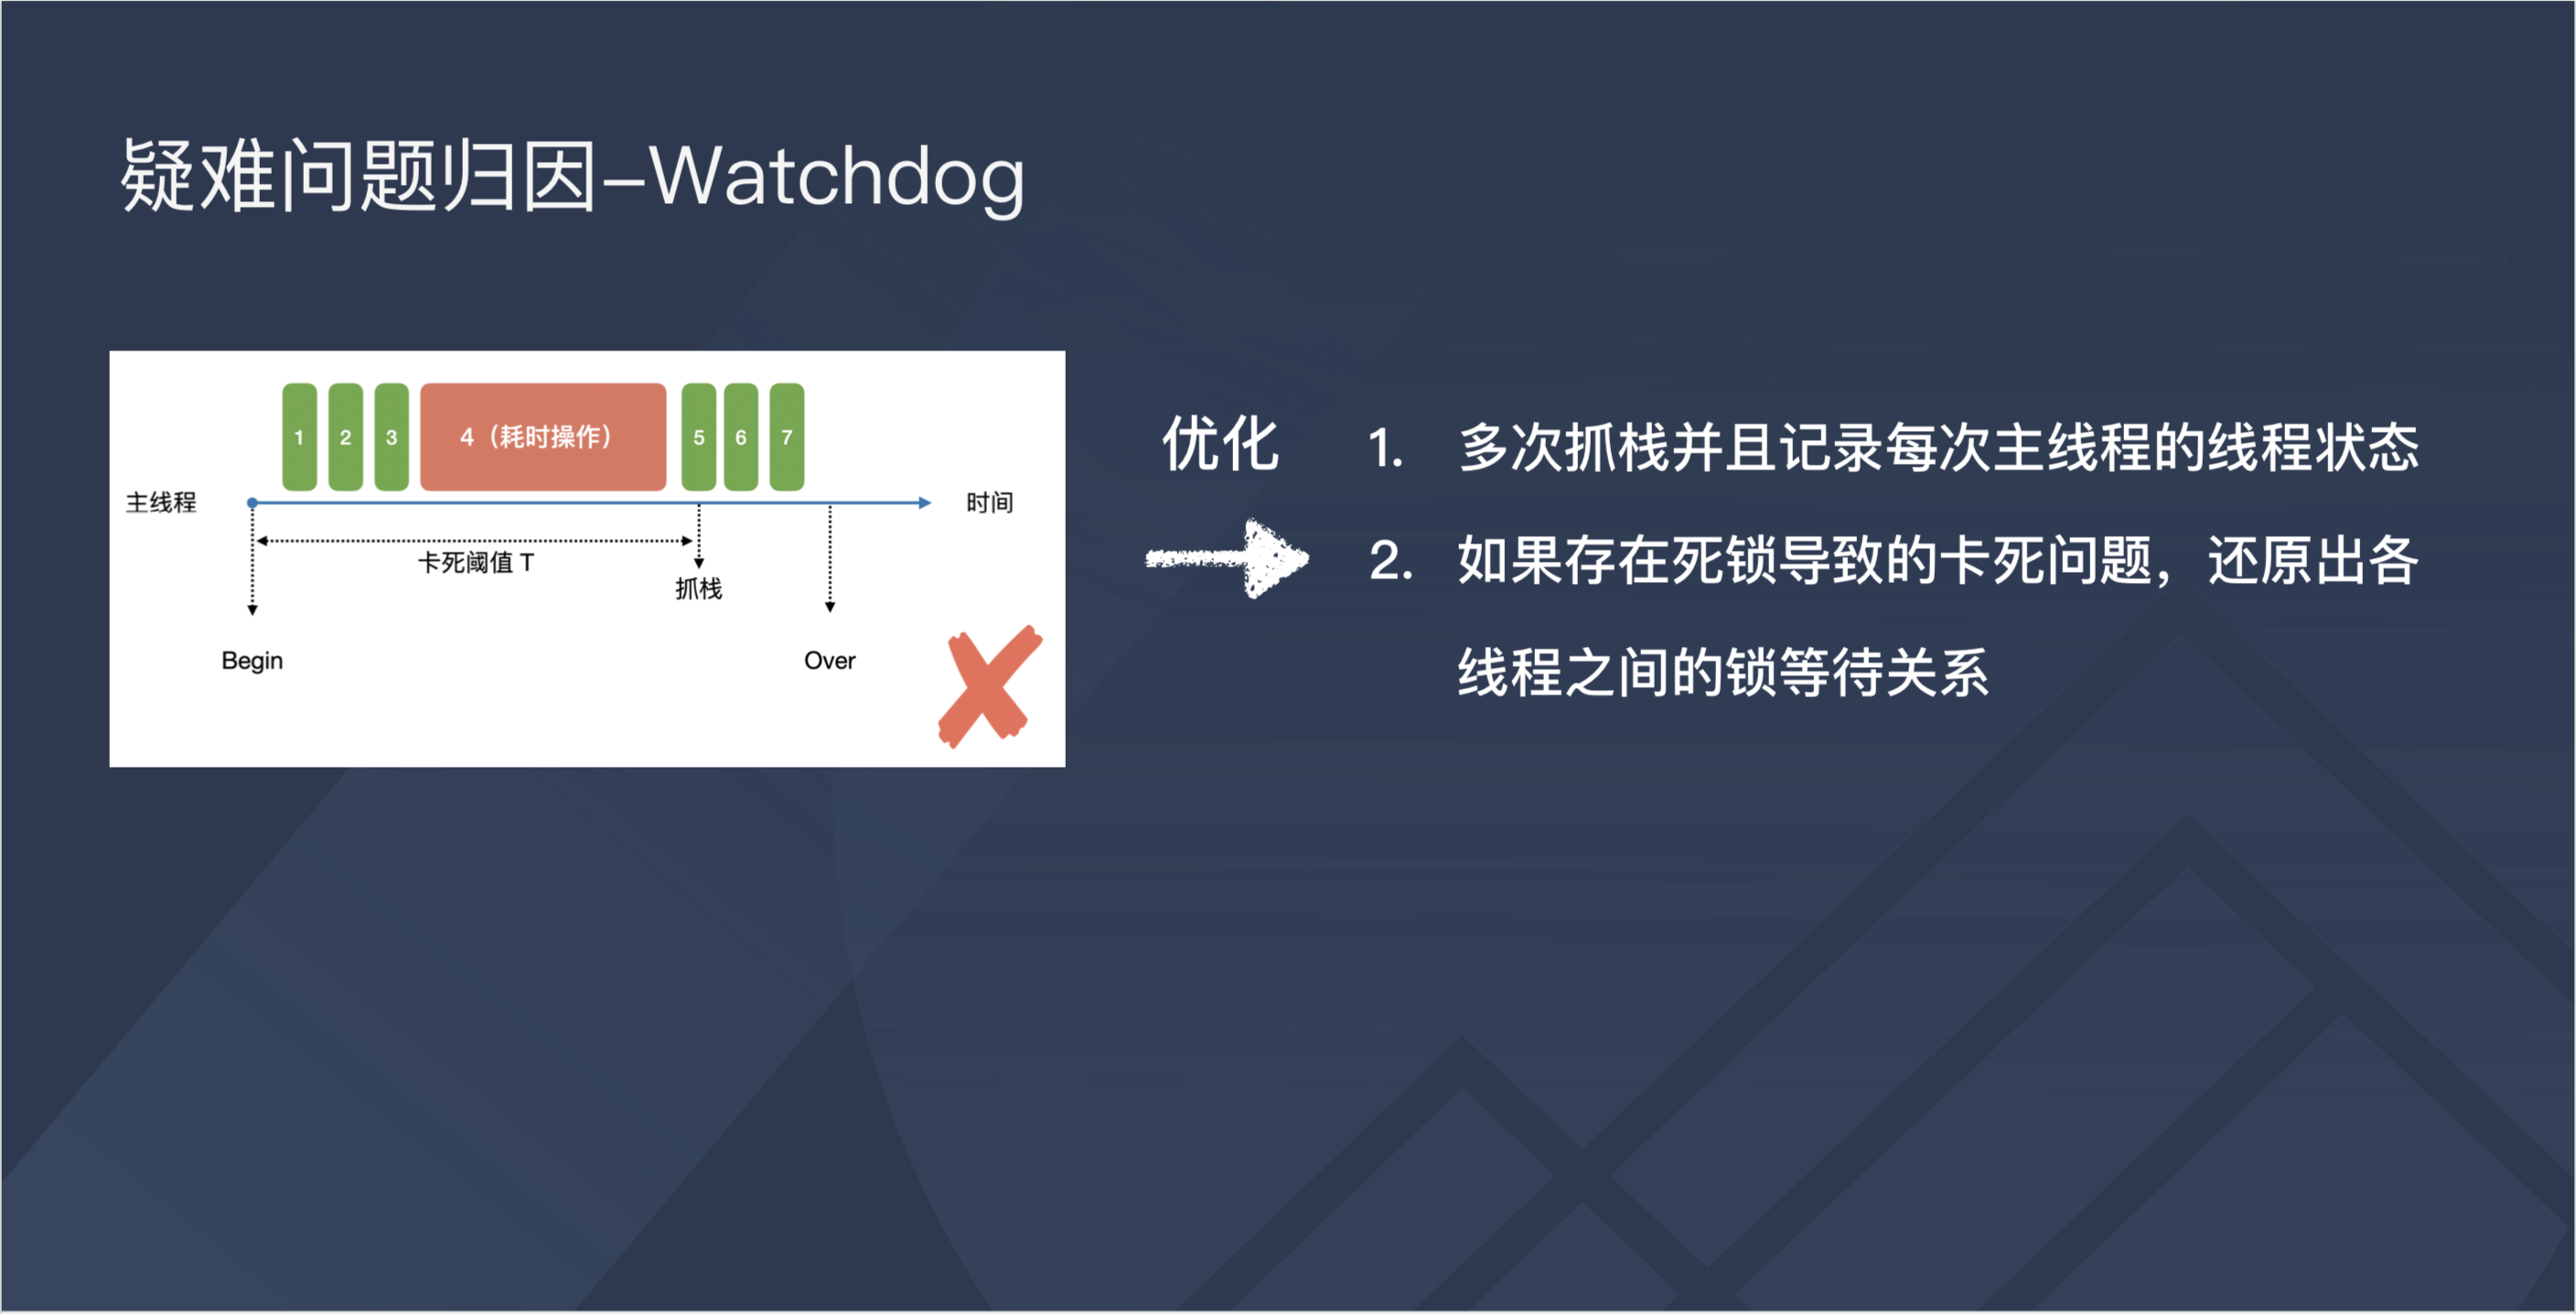 疑难问题归因–Watchdog
1
2
3
4（耗时操作）
5
6
7
主线程
时间
卡死阈值 T
抓栈
Begin
Over
优化
1. 多次抓栈并且记录每次主线程的线程状态
2. 如果存在死锁导致的卡死问题，还原出各
线程之间的锁等待关系